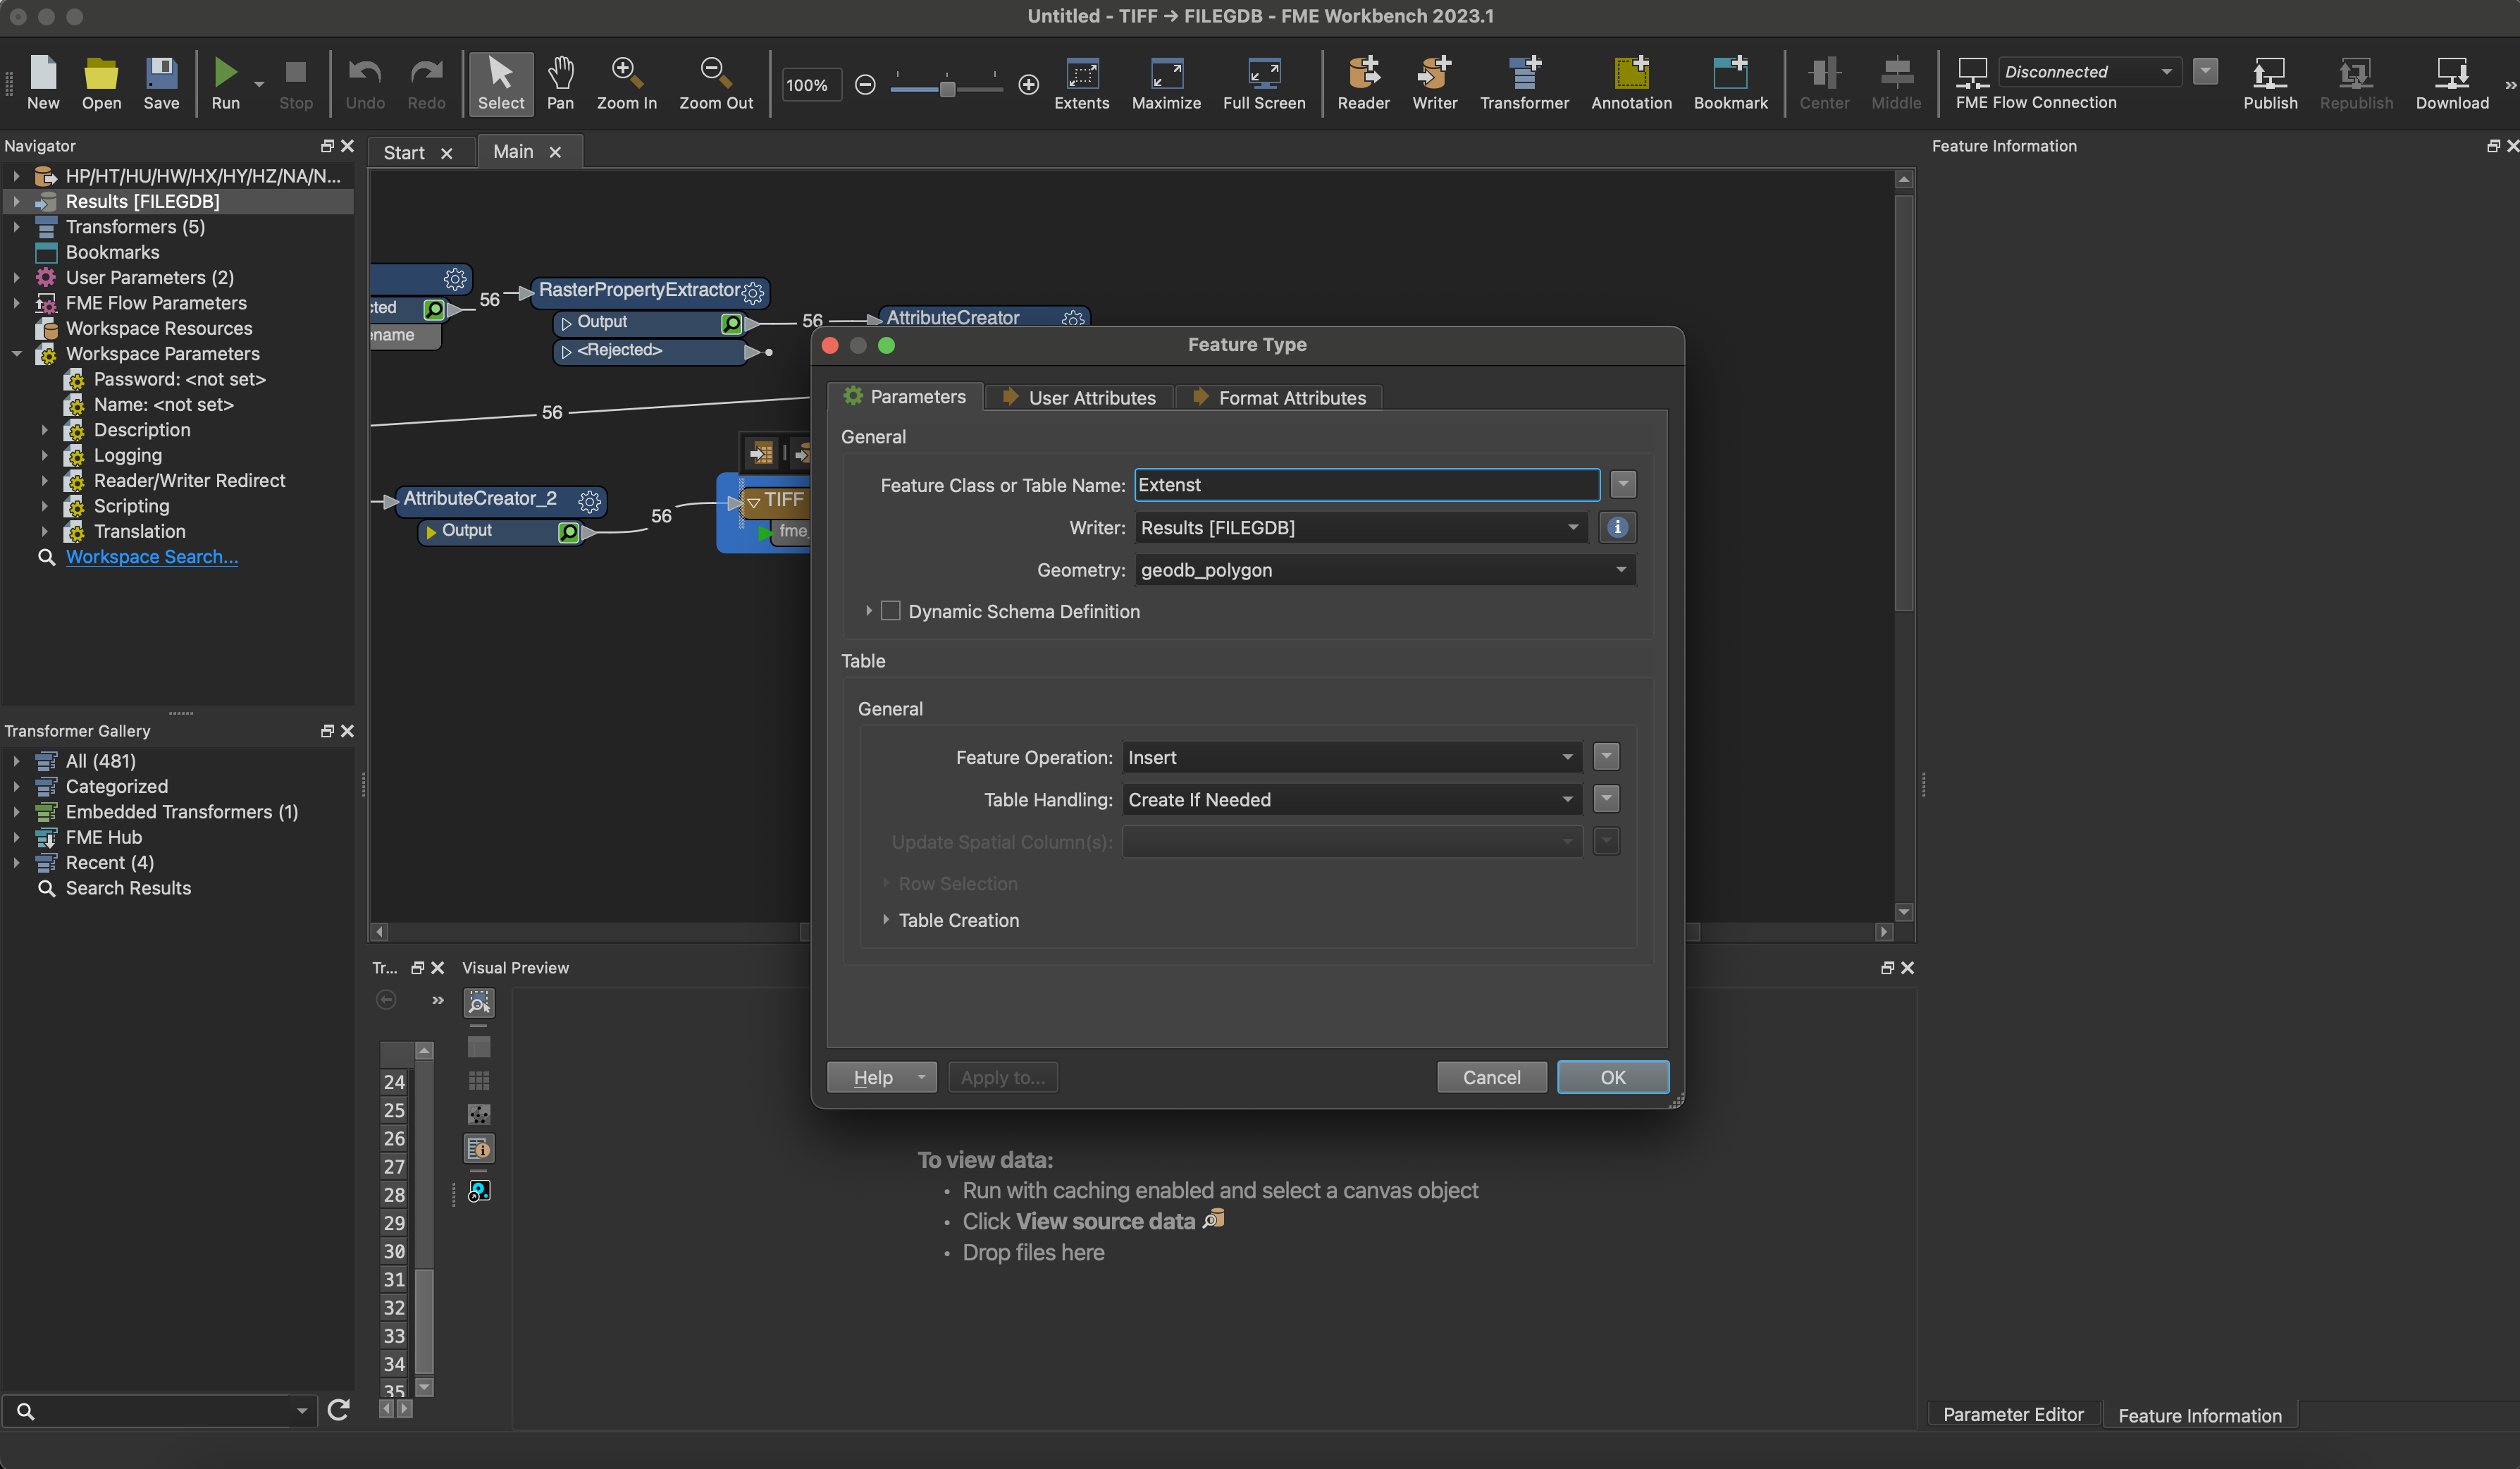 Untitled - TIFF → FILEGDB - FME Workbench 2023.1
New
Open
Save
Run
Stop
Undo
Redo
Select
Pan
Zoom In
Zoom Out
100%
Extents
Maximize
Full Screen
Reader
Writer
Transformer
Annotation
Bookmark
Center
Middle
Disconnected
FME Flow Connection
Publish
Republish
Download
Navigator
HP/HT/HU/HW/HX/HY/HZ/NA/N...
Results [FILEGDB]
Transformers (5)
Bookmarks
User Parameters (2)
FME Flow Parameters
Workspace Resources
Workspace Parameters
Password: <not set>
Name: <not set>
Description
Logging
Reader/Writer Redirect
Scripting
Translation
Workspace Search...
Transformer Gallery
All (481)
Categorized
Embedded Transformers (1)
FME Hub
Recent (4)
Search Results
Start
Main
cted
ename
56
RasterPropertyExtractor
Output
<Rejected>
56
AttributeCreator
56
AttributeCreator_2
Output
56
TIFF
fme_
Feature Type
Parameters
User Attributes
Format Attributes
General
Feature Class or Table Name: Extenst
Writer: Results [FILEGDB]
Geometry: geodb_polygon
Dynamic Schema Definition
Table
General
Feature Operation: Insert
Table Handling: Create If Needed
Update Spatial Column(s):
Row Selection
Table Creation
Help
Apply to...
Cancel
OK
Tr...
Visual Preview
24
25
26
27
28
29
30
31
32
33
34
35
To view data:
• Run with caching enabled and select a canvas object
• Click View source data
• Drop files here
Feature Information
Parameter Editor
Feature Information